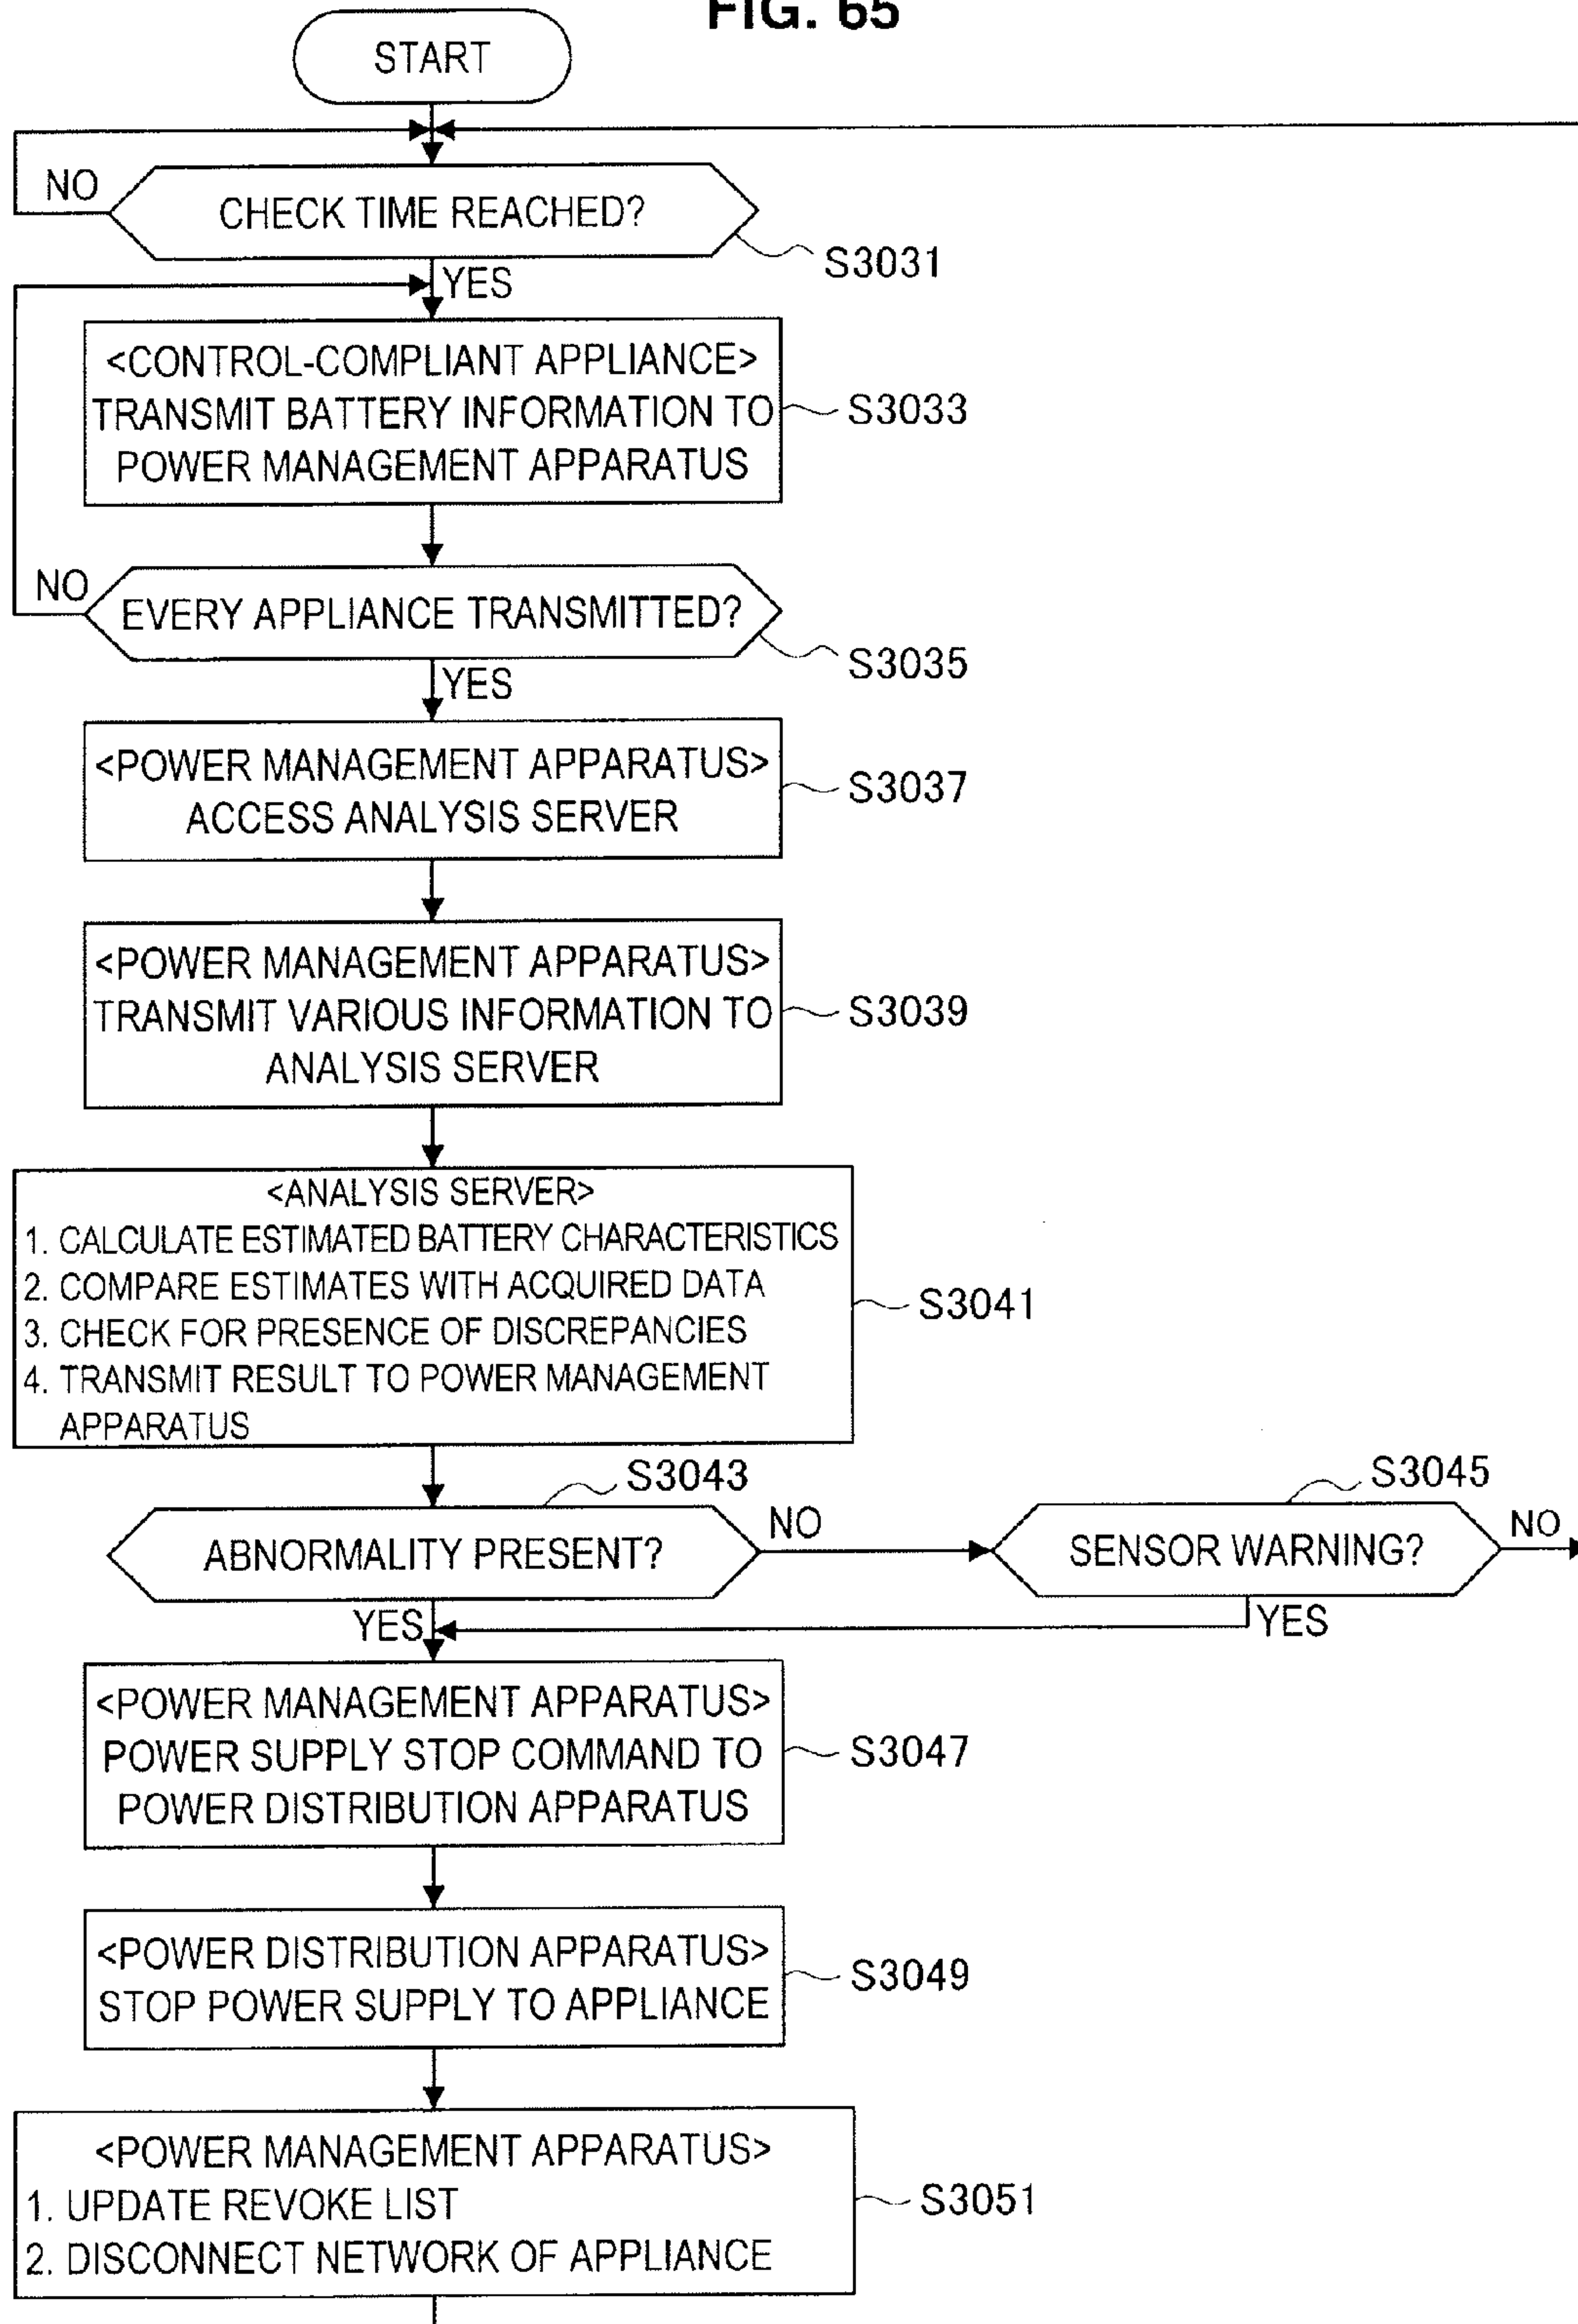 FIG. 65
START
NO
CHECK TIME REACHED?
S3031
YES
<CONTROL-COMPLIANT APPLIANCE>
TRANSMIT BATTERY INFORMATION TO
POWER MANAGEMENT APPARATUS
S3033
NO
EVERY APPLIANCE TRANSMITTED?
S3035
YES
<POWER MANAGEMENT APPARATUS>
ACCESS ANALYSIS SERVER
S3037
<POWER MANAGEMENT APPARATUS>
TRANSMIT VARIOUS INFORMATION TO
ANALYSIS SERVER
S3039
<ANALYSIS SERVER>
1. CALCULATE ESTIMATED BATTERY CHARACTERISTICS
2. COMPARE ESTIMATES WITH ACQUIRED DATA
3. CHECK FOR PRESENCE OF DISCREPANCIES
4. TRANSMIT RESULT TO POWER MANAGEMENT
APPARATUS
S3041
S3043
ABNORMALITY PRESENT?
NO
S3045
SENSOR WARNING?
NO
YES
YES
<POWER MANAGEMENT APPARATUS>
POWER SUPPLY STOP COMMAND TO
POWER DISTRIBUTION APPARATUS
S3047
<POWER DISTRIBUTION APPARATUS>
STOP POWER SUPPLY TO APPLIANCE
S3049
<POWER MANAGEMENT APPARATUS>
1. UPDATE REVOKE LIST
2. DISCONNECT NETWORK OF APPLIANCE
S3051